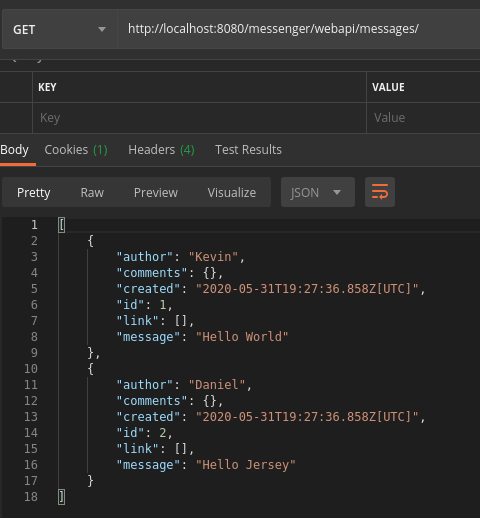 GET http://localhost:8080/messenger/webapi/messages/
KEY VALUE
Key Value
Body Cookies (1) Headers (4) Test Results
Pretty Raw Preview Visualize JSON
1 [
2 {
3 "author": "Kevin",
4 "comments": {},
5 "created": "2020-05-31T19:27:36.858Z[UTC]",
6 "id": 1,
7 "link": [],
8 "message": "Hello World"
9 },
10 {
11 "author": "Daniel",
12 "comments": {},
13 "created": "2020-05-31T19:27:36.858Z[UTC]",
14 "id": 2,
15 "link": [],
16 "message": "Hello Jersey"
17 }
18 ]